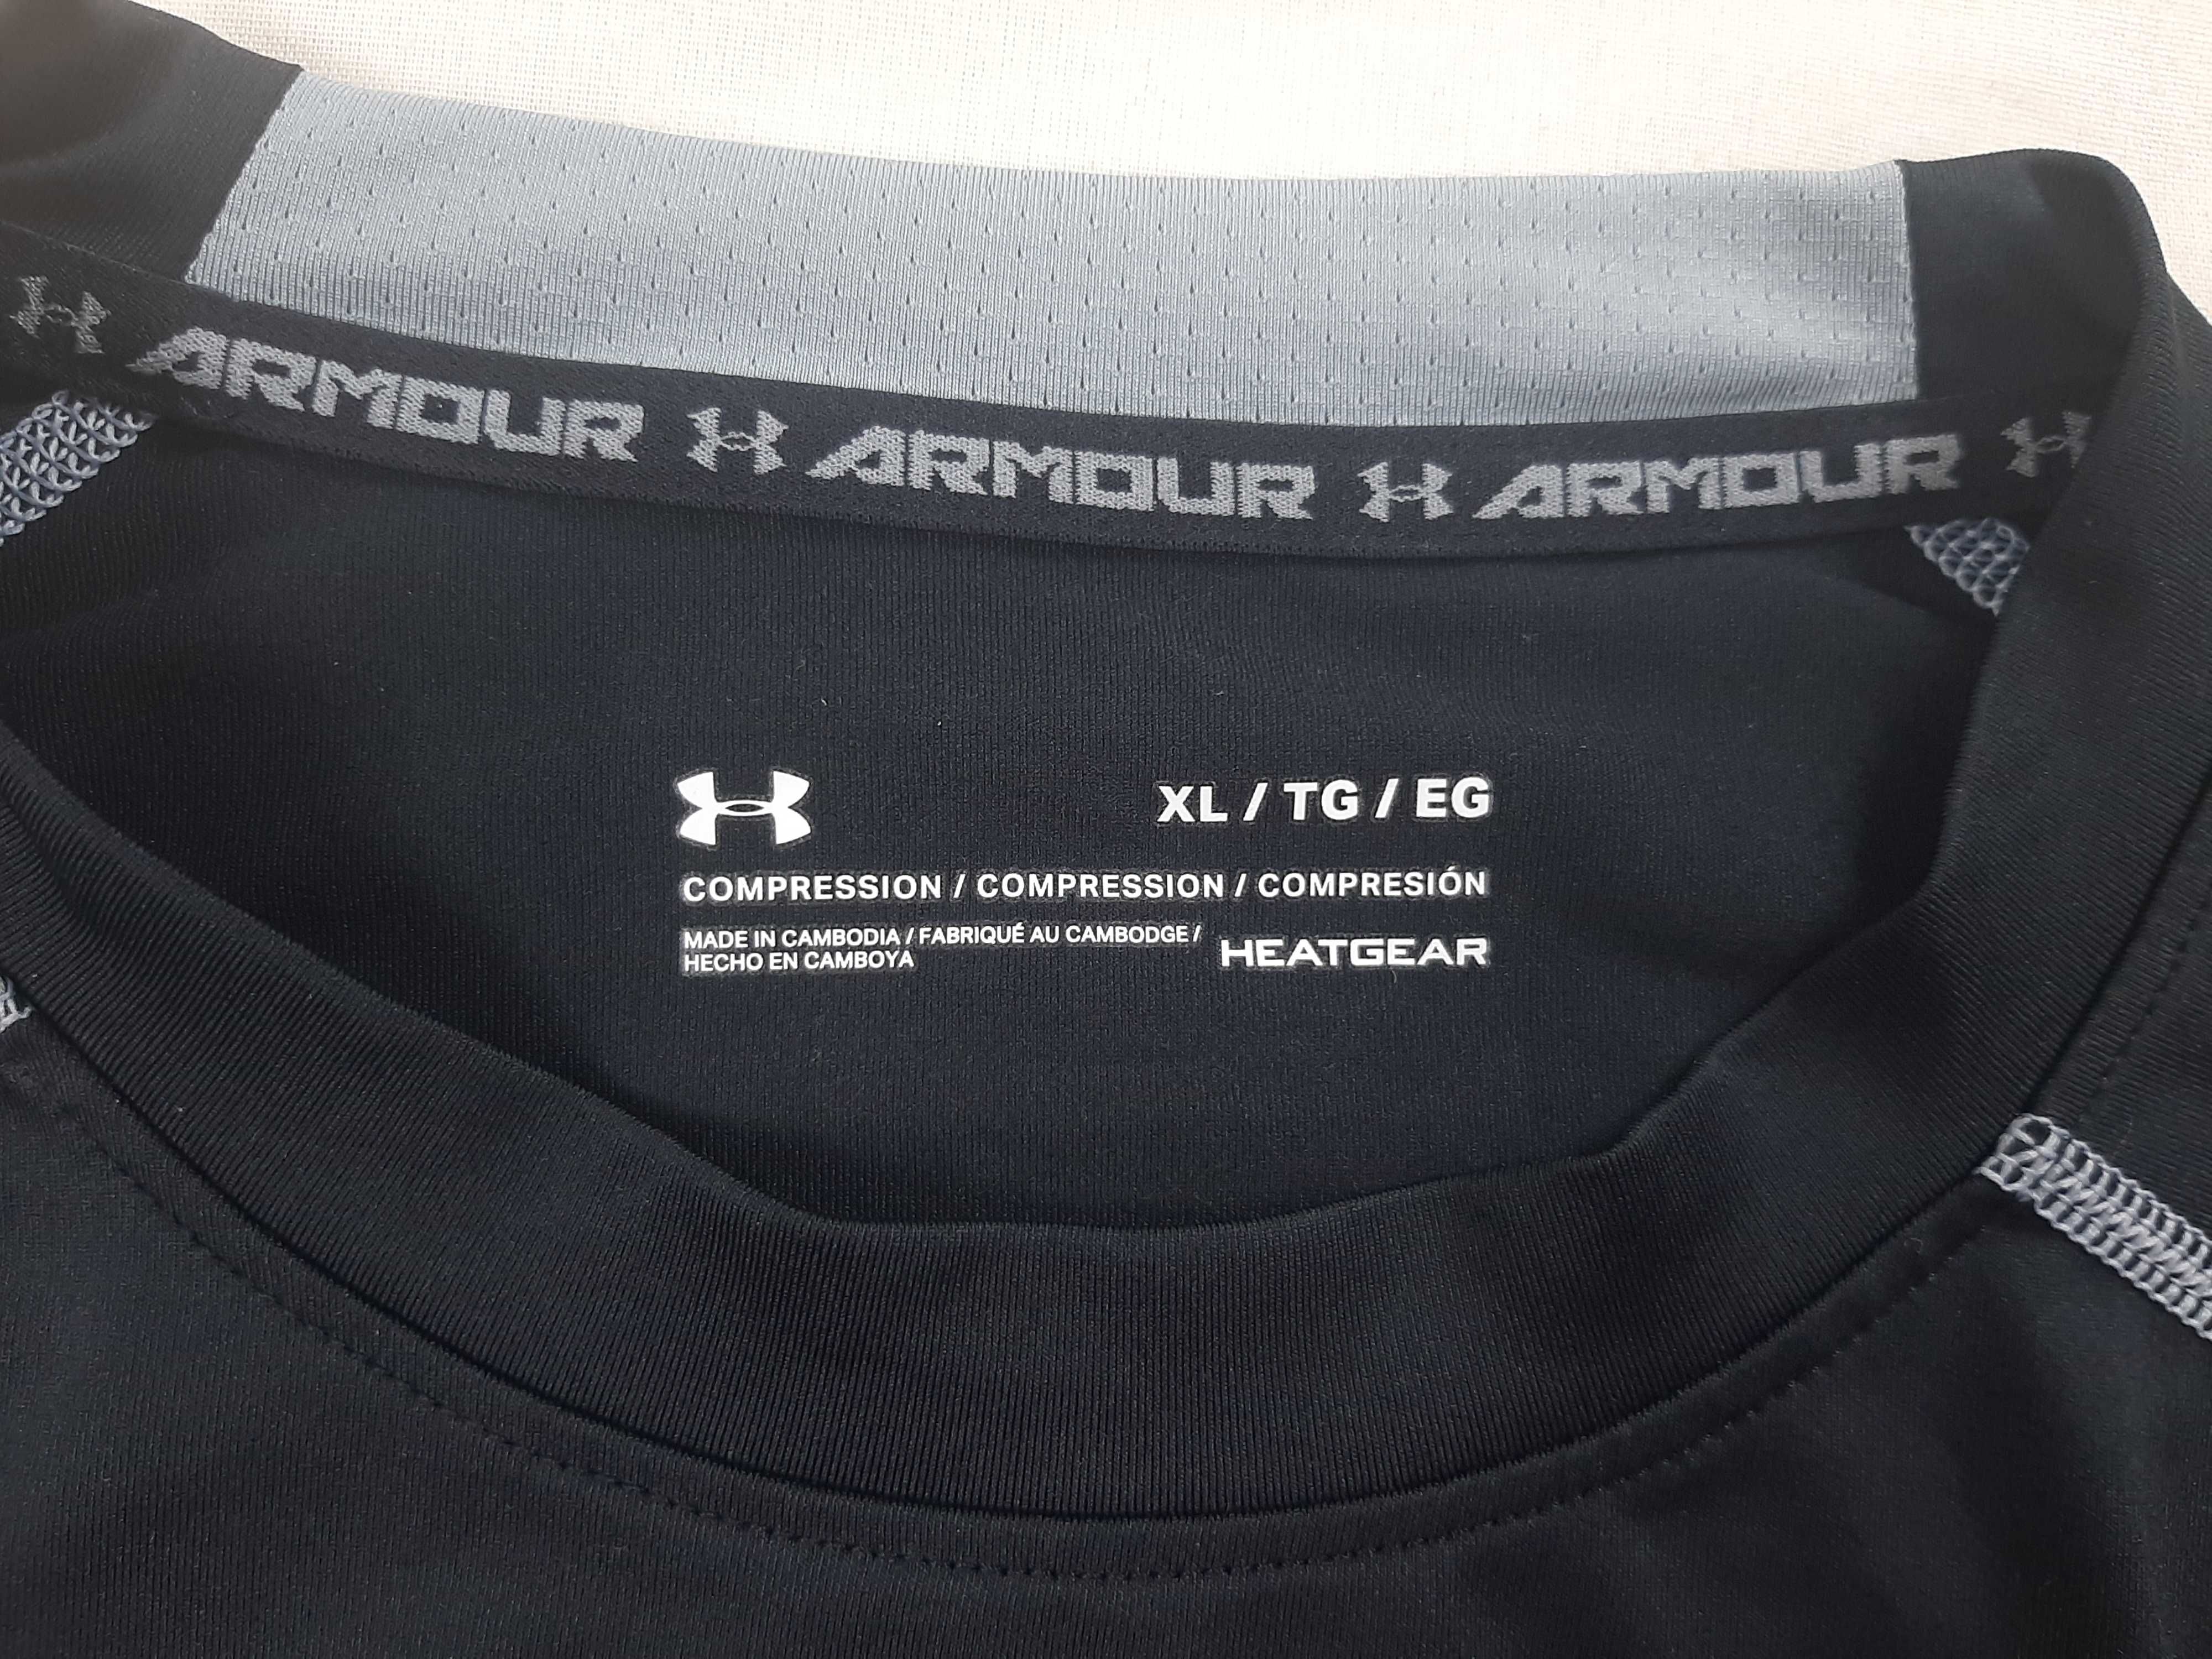 ARMOUR ARMOUR ARMOUR
XL / TG / EG
COMPRESSION / COMPRESSION / COMPRESIÓN
MADE IN CAMBODIA / FABRIQUÉ AU CAMBODGE /
HECHO EN CAMBOYA
HEATGEAR